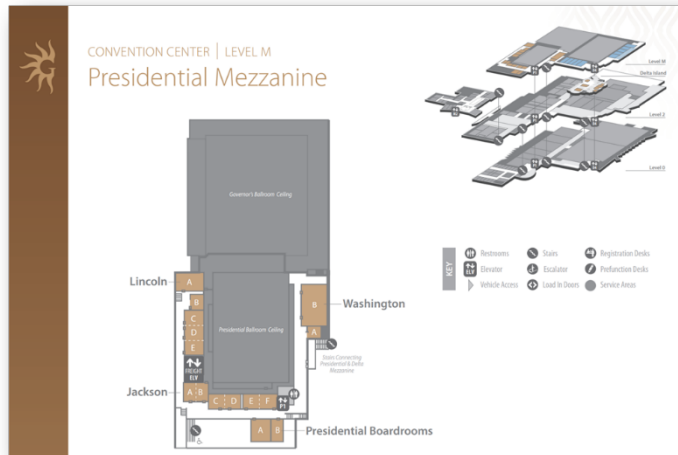 CONVENTION CENTER | LEVEL M
Presidential Mezzanine
Level M
Delta Island
Level 2
Level 0
KEY
Restrooms
Stairs
Registration Desks
ELV
Elevator
Escalator
Prefunction Desks
Vehicle Access
Load In Doors
Service Areas
Governor's Ballroom Ceiling
Lincoln
A
B
C
D
E
Presidential Ballroom Ceiling
B
Washington
A
Stairs Connecting
Presidential & Delta
Mezzanine
FREIGHT
ELV
Jackson
A B
C D E F
A B
Presidential Boardrooms